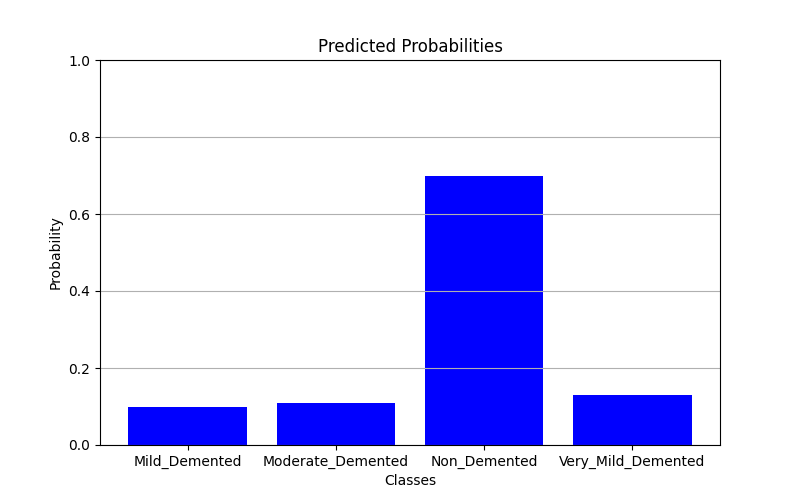 Predicted Probabilities
1.0
0.8
0.6
0.4
0.2
0.0
Probability
Mild_Demented Moderate_Demented Non_Demented Very_Mild_Demented
Classes